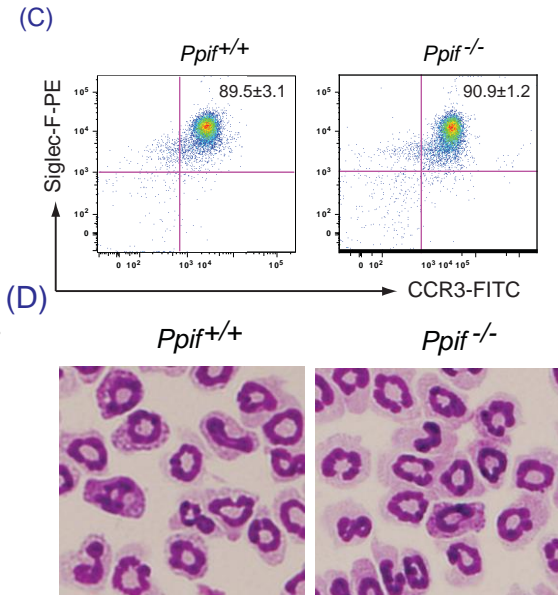 (C)
Ppif+/+
Ppif-/-
Siglec-F-PE
10⁵
10⁴
10³
10²
0
89.5±3.1
0 10² 10³ 10⁴ 10⁵
10⁵
10⁴
10³
10²
0
90.9±1.2
0 10² 10³ 10⁴ 10⁵
CCR3-FITC
(D)
Ppif+/+
Ppif-/-